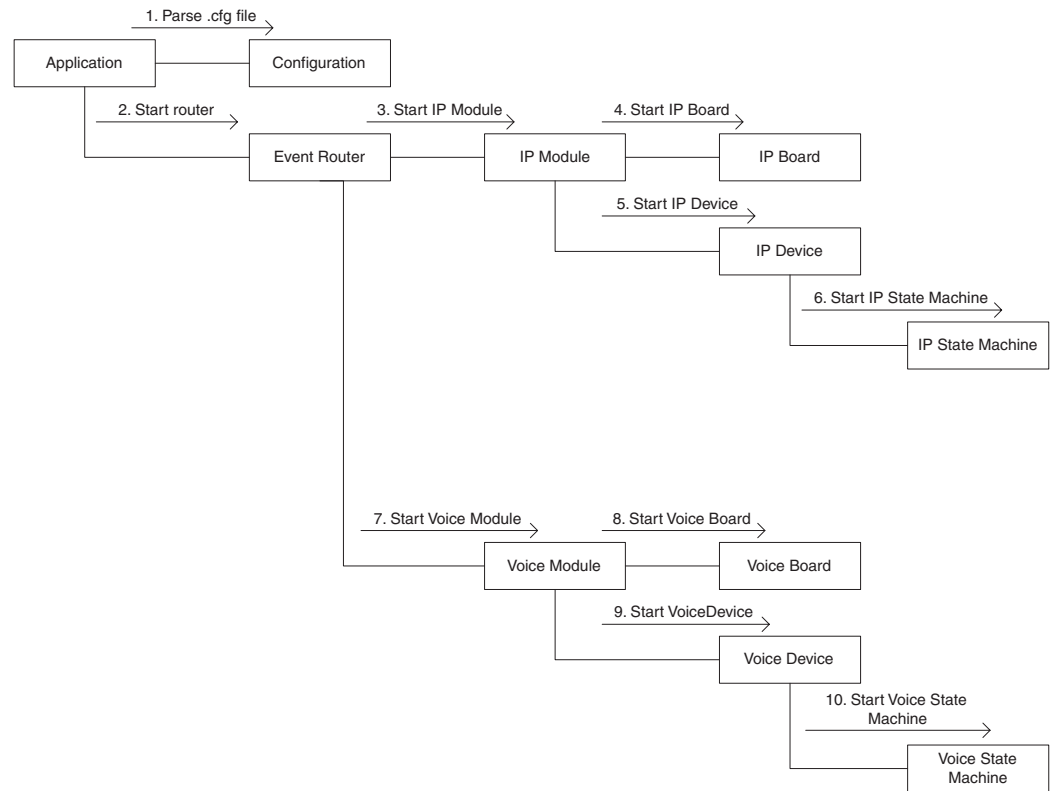 1. Parse .cfg file
Application
Configuration
2. Start router
3. Start IP Module
4. Start IP Board
Event Router
IP Module
IP Board
5. Start IP Device
IP Device
6. Start IP State Machine
IP State Machine
7. Start Voice Module
8. Start Voice Board
Voice Module
Voice Board
9. Start VoiceDevice
Voice Device
10. Start Voice State
Machine
Voice State
Machine